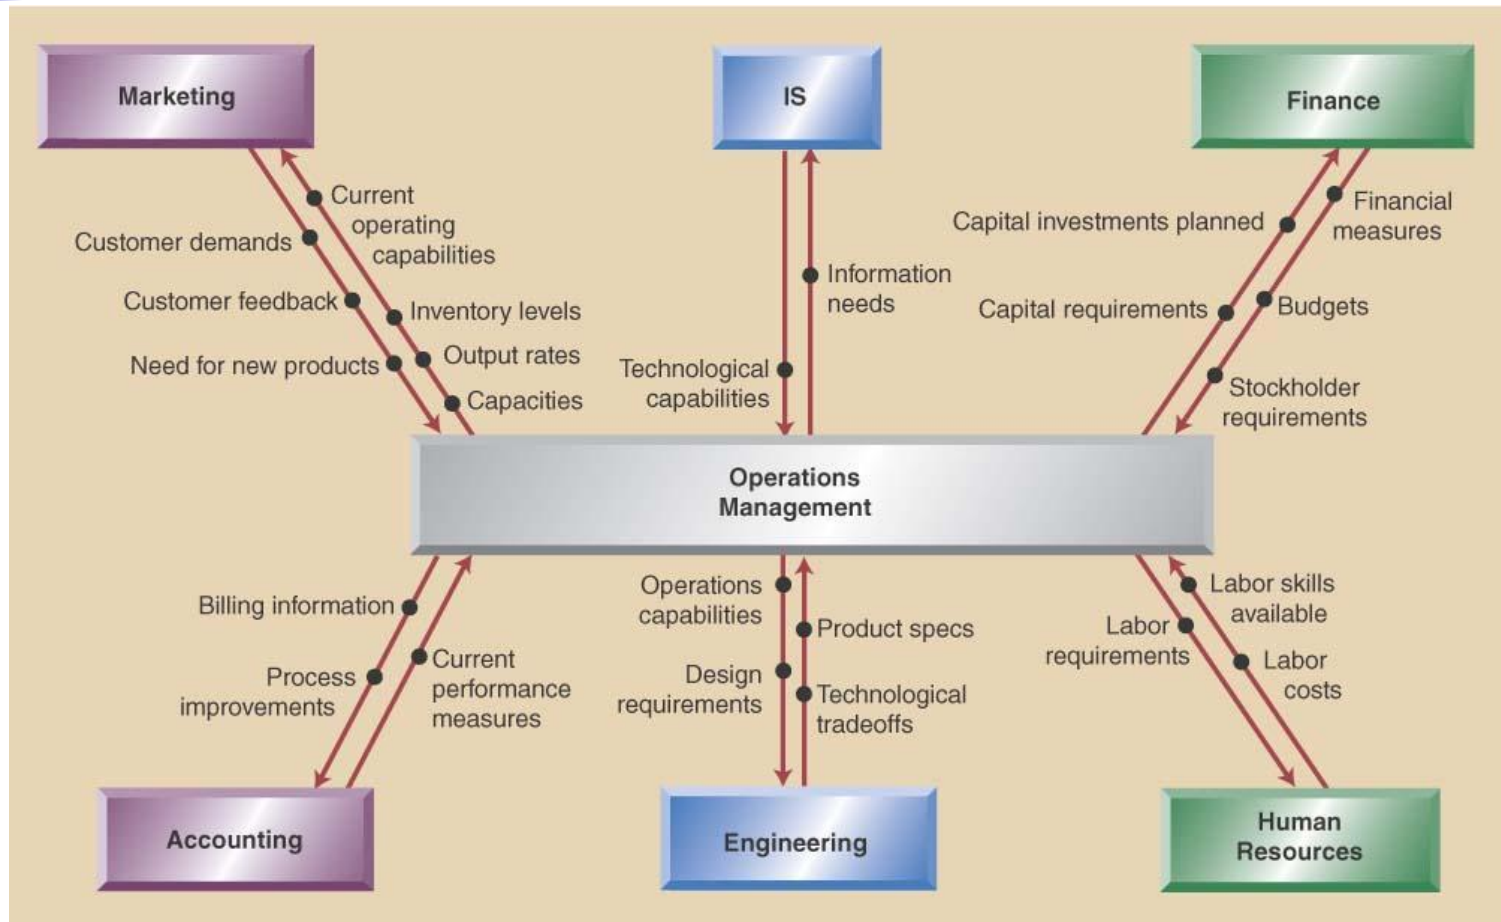 Marketing
IS
Finance
Current
operating
capabilities
Customer demands
Customer feedback
Need for new products
Inventory levels
Output rates
Capacities
Information
needs
Technological
capabilities
Capital investments planned
Capital requirements
Financial
measures
Budgets
Stockholder
requirements
Operations
Management
Billing information
Process
improvements
Current
performance
measures
Operations
capabilities
Design
requirements
Product specs
Technological
tradeoffs
Labor
requirements
Labor skills
available
Labor
costs
Accounting
Engineering
Human
Resources